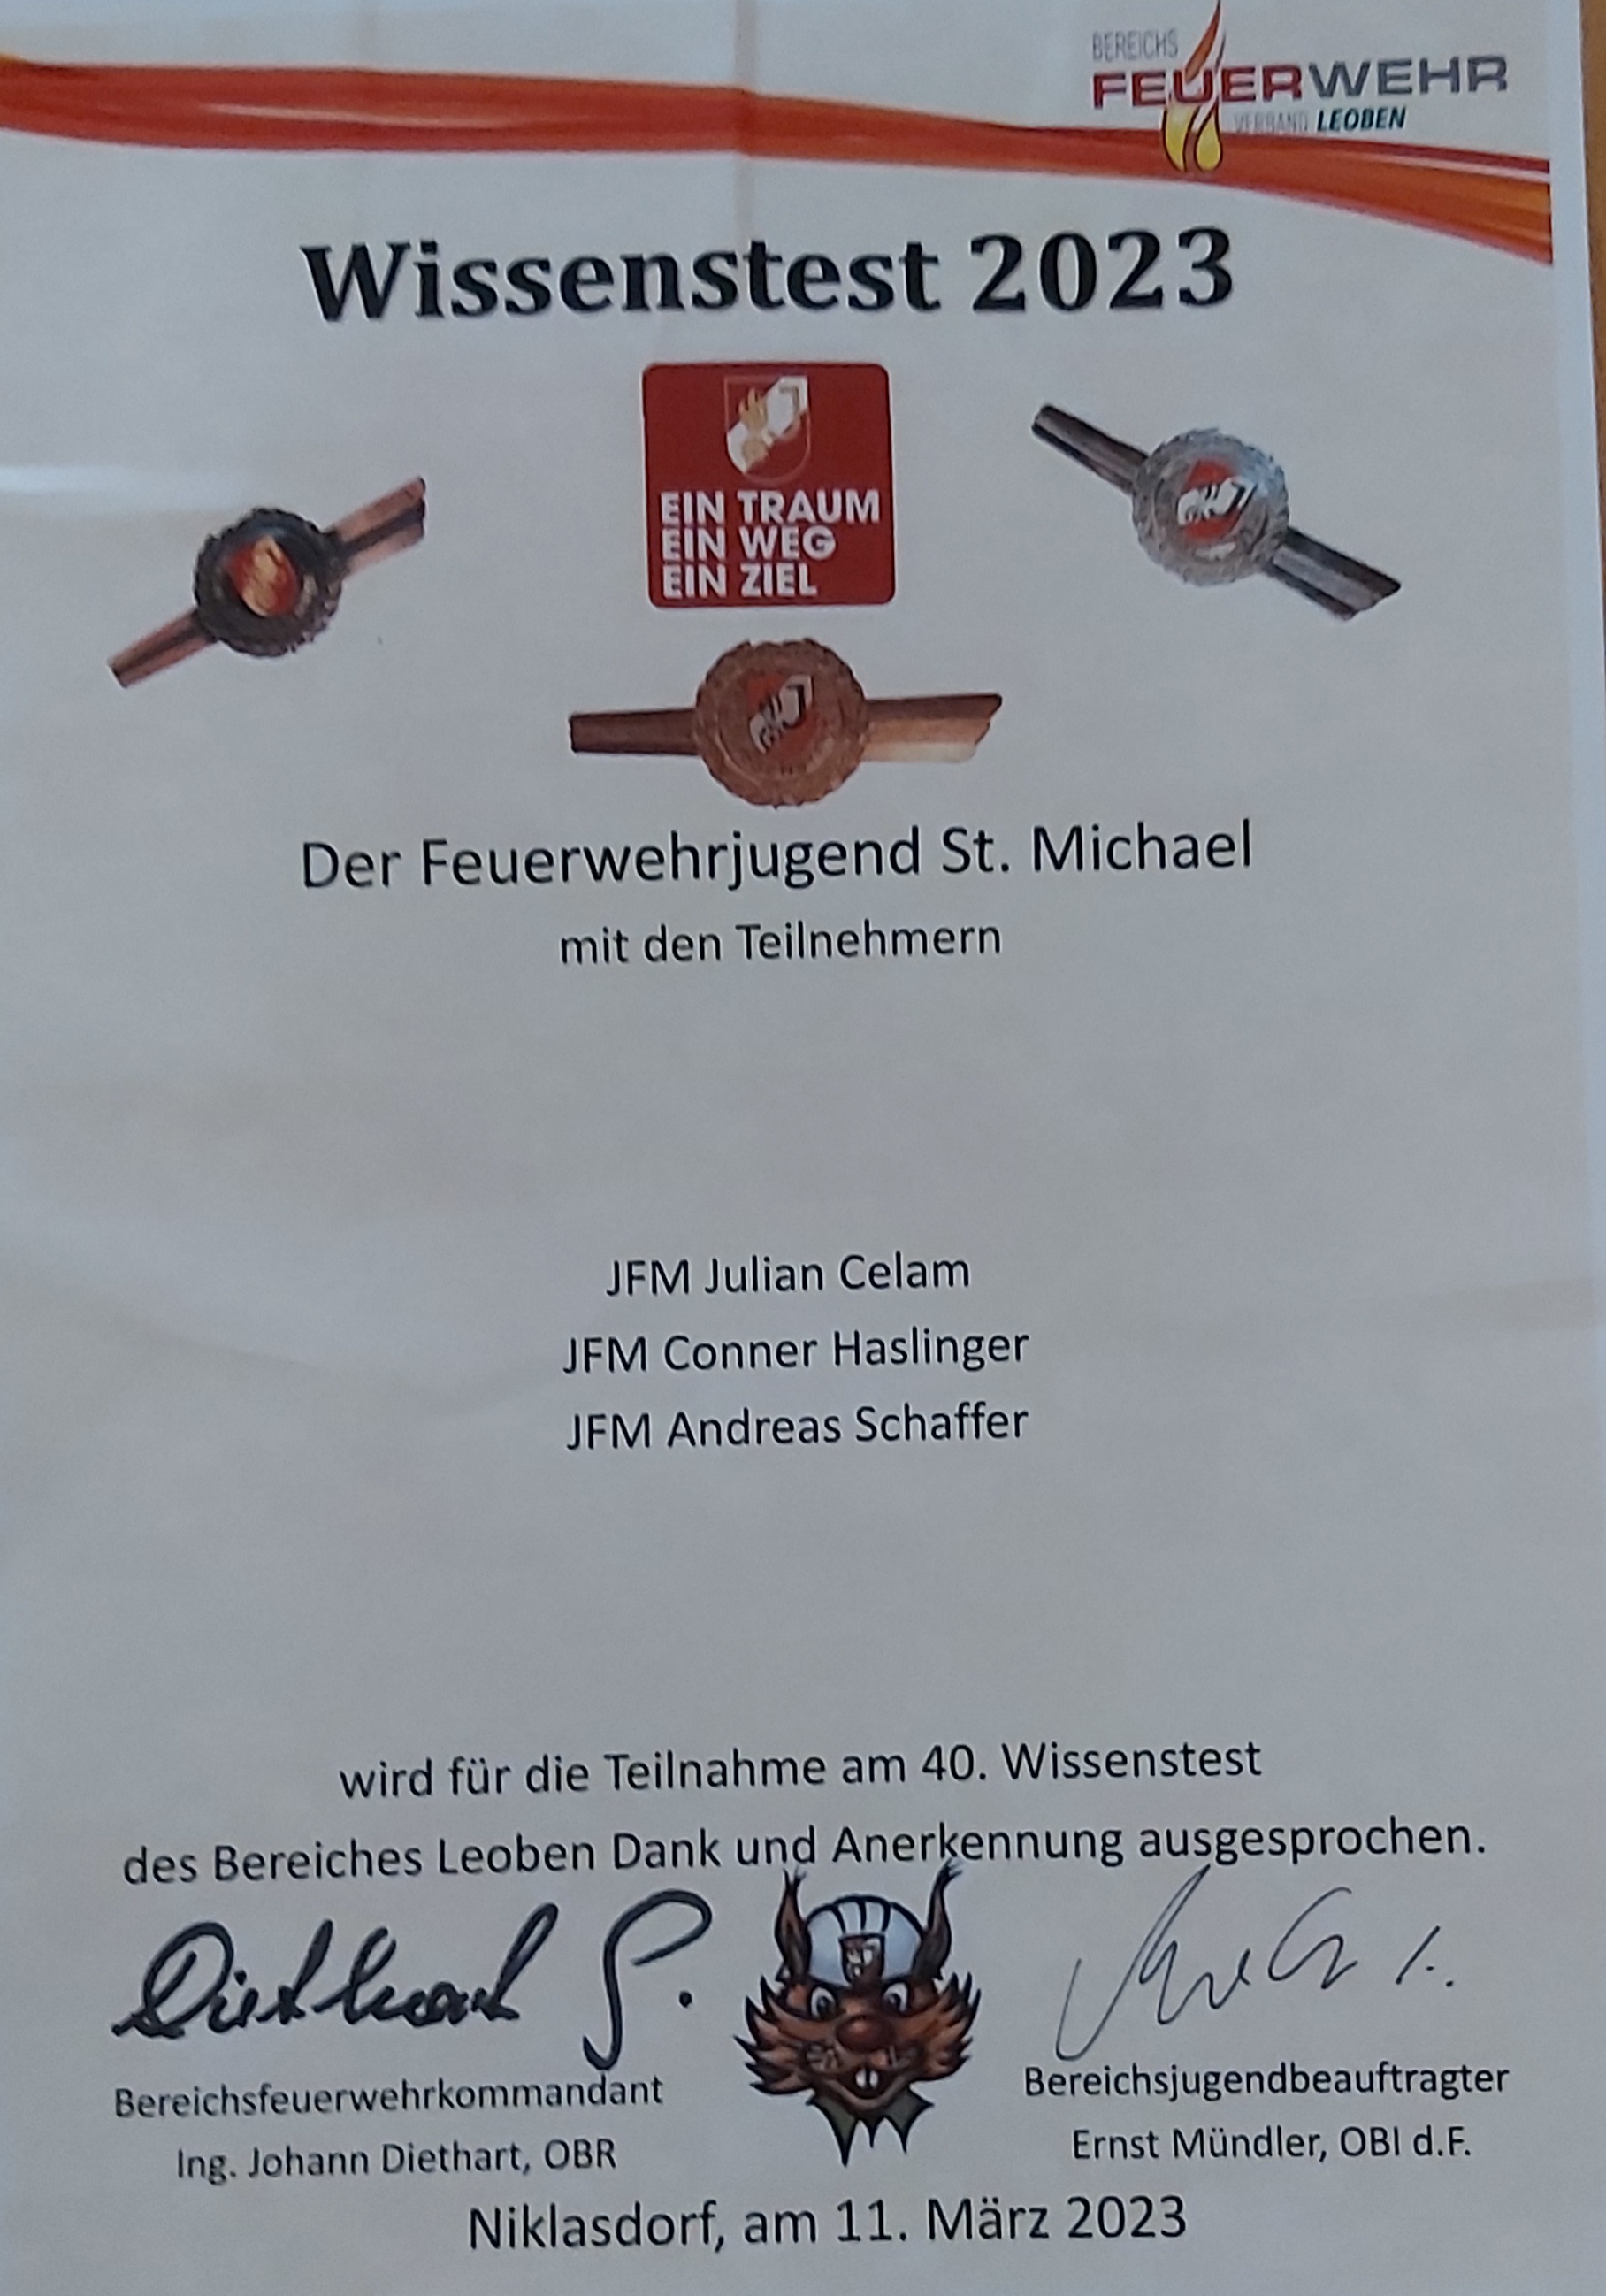 BEREICHS
FEUERWEHR
VERBAND LEOBEN
Wissenstest 2023
EIN TRAUM
EIN WEG
EIN ZIEL
Der Feuerwehrjugend St. Michael
mit den Teilnehmern
JFM Julian Celam
JFM Conner Haslinger
JFM Andreas Schaffer
wird für die Teilnahme am 40. Wissenstest
des Bereiches Leoben Dank und Anerkennung ausgesprochen.
Bereichsfeuerwehrkommandant
Ing. Johann Diethart, OBR
Bereichsjugendbeauftragter
Ernst Mündler, OBI d.F.
Niklasdorf, am 11. März 2023